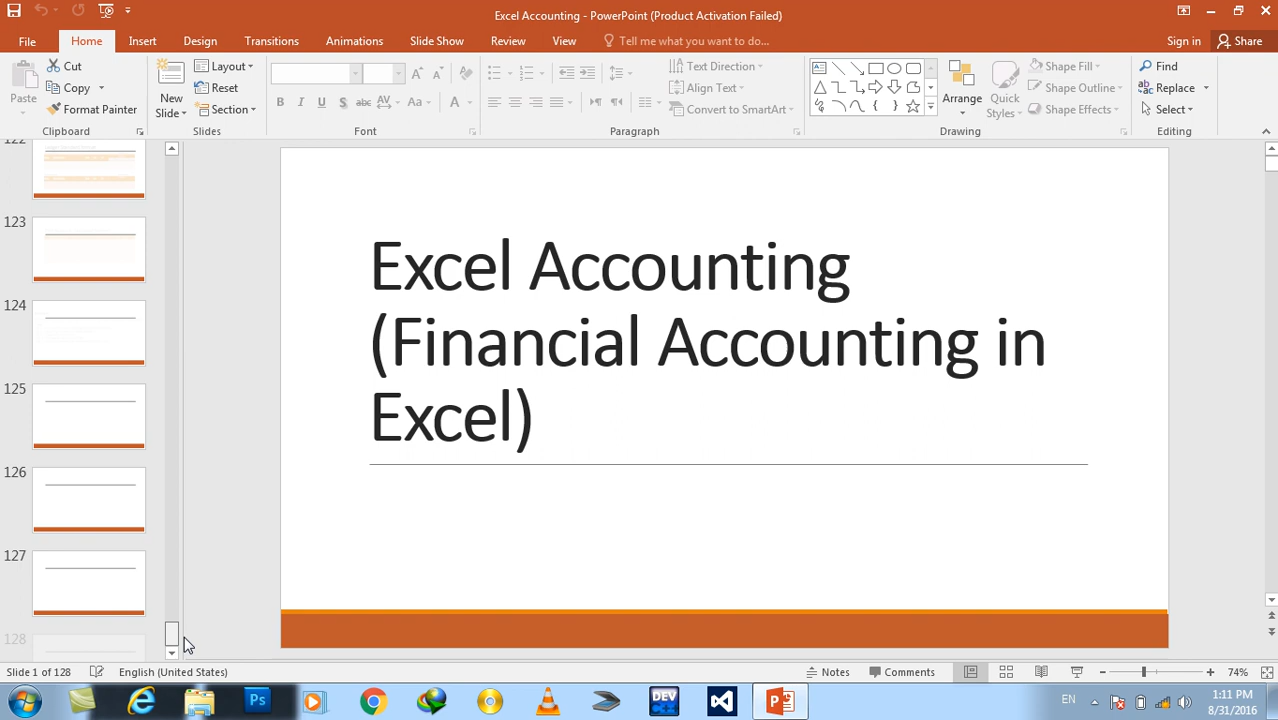 Excel Accounting - PowerPoint (Product Activation Failed)
File Home Insert Design Transitions Animations Slide Show Review View Tell me what you want to do... Sign in Share
Paste Cut Copy Format Painter
Clipboard
New Slide Layout Reset Section
Slides
Font
Text Direction Align Text Convert to SmartArt
Paragraph
Arrange Quick Styles Shape Fill Shape Outline Shape Effects
Drawing
Find Replace Select
Editing
122
123
124
125
126
127
128
Excel Accounting
(Financial Accounting in
Excel)
Slide 1 of 128 English (United States) Notes Comments 74%
Ps DEV EN 1:11 PM
8/31/2016